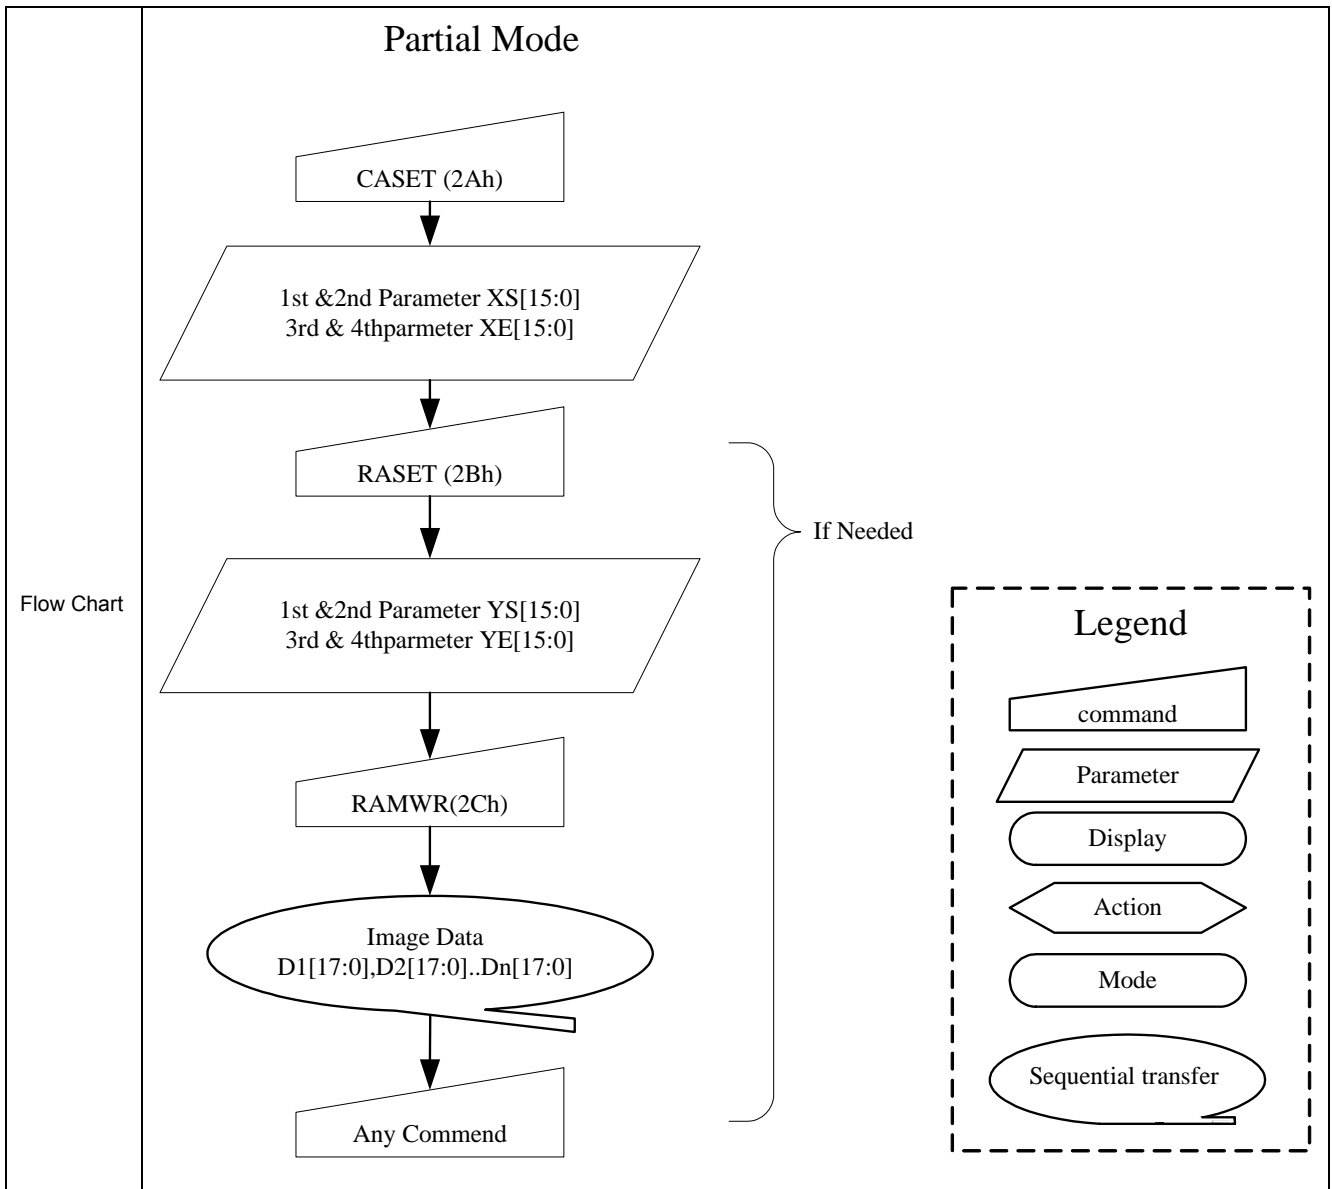 Flow Chart
Partial Mode
CASET (2Ah)
1st &2nd Parameter XS[15:0]
3rd & 4thparmeter XE[15:0]
RASET (2Bh)
If Needed
1st &2nd Parameter YS[15:0]
3rd & 4thparmeter YE[15:0]
RAMWR(2Ch)
Image Data
D1[17:0],D2[17:0]..Dn[17:0]
Any Commend
Legend
command
Parameter
Display
Action
Mode
Sequential transfer